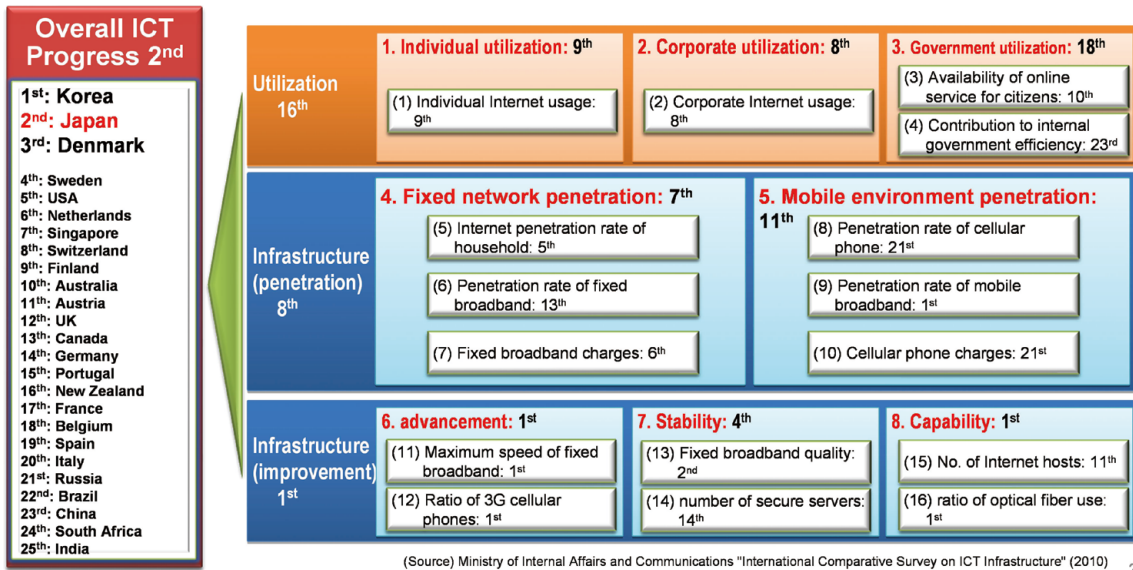 Overall ICT
Progress 2nd
1st: Korea
2nd: Japan
3rd: Denmark
4th: Sweden
5th: USA
6th: Netherlands
7th: Singapore
8th: Switzerland
9th: Finland
10th: Australia
11th: Austria
12th: UK
13th: Canada
14th: Germany
15th: Portugal
16th: New Zealand
17th: France
18th: Belgium
19th: Spain
20th: Italy
21st: Russia
22nd: Brazil
23rd: China
24th: South Africa
25th: India
Utilization
16th
1. Individual utilization: 9th
(1) Individual Internet usage:
9th
2. Corporate utilization: 8th
(2) Corporate Internet usage:
8th
3. Government utilization: 18th
(3) Availability of online
service for citizens: 10th
(4) Contribution to internal
government efficiency: 23rd
Infrastructure
(penetration)
8th
4. Fixed network penetration: 7th
(5) Internet penetration rate of
household: 5th
(6) Penetration rate of fixed
broadband: 13th
(7) Fixed broadband charges: 6th
5. Mobile environment penetration:
11th
(8) Penetration rate of cellular
phone: 21st
(9) Penetration rate of mobile
broadband: 1st
(10) Cellular phone charges: 21st
Infrastructure
(improvement)
1st
6. advancement: 1st
(11) Maximum speed of fixed
broadband: 1st
(12) Ratio of 3G cellular
phones: 1st
7. Stability: 4th
(13) Fixed broadband quality:
2nd
(14) number of secure servers:
14th
8. Capability: 1st
(15) No. of Internet hosts: 11th
(16) ratio of optical fiber use:
1st
(Source) Ministry of Internal Affairs and Communications "International Comparative Survey on ICT Infrastructure" (2010)